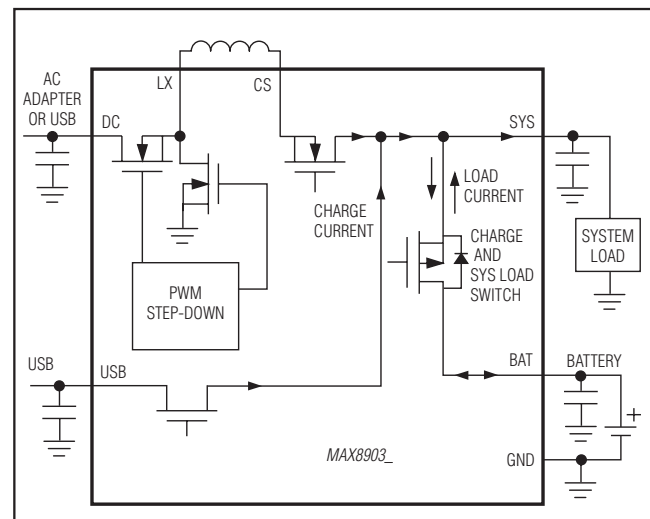 AC
ADAPTER
OR USB
DC
LX
CS
SYS
CHARGE
CURRENT
LOAD
CURRENT
CHARGE
AND
SYS LOAD
SWITCH
SYSTEM
LOAD
PWM
STEP-DOWN
USB
USB
BAT
BATTERY
+
MAX8903_
GND